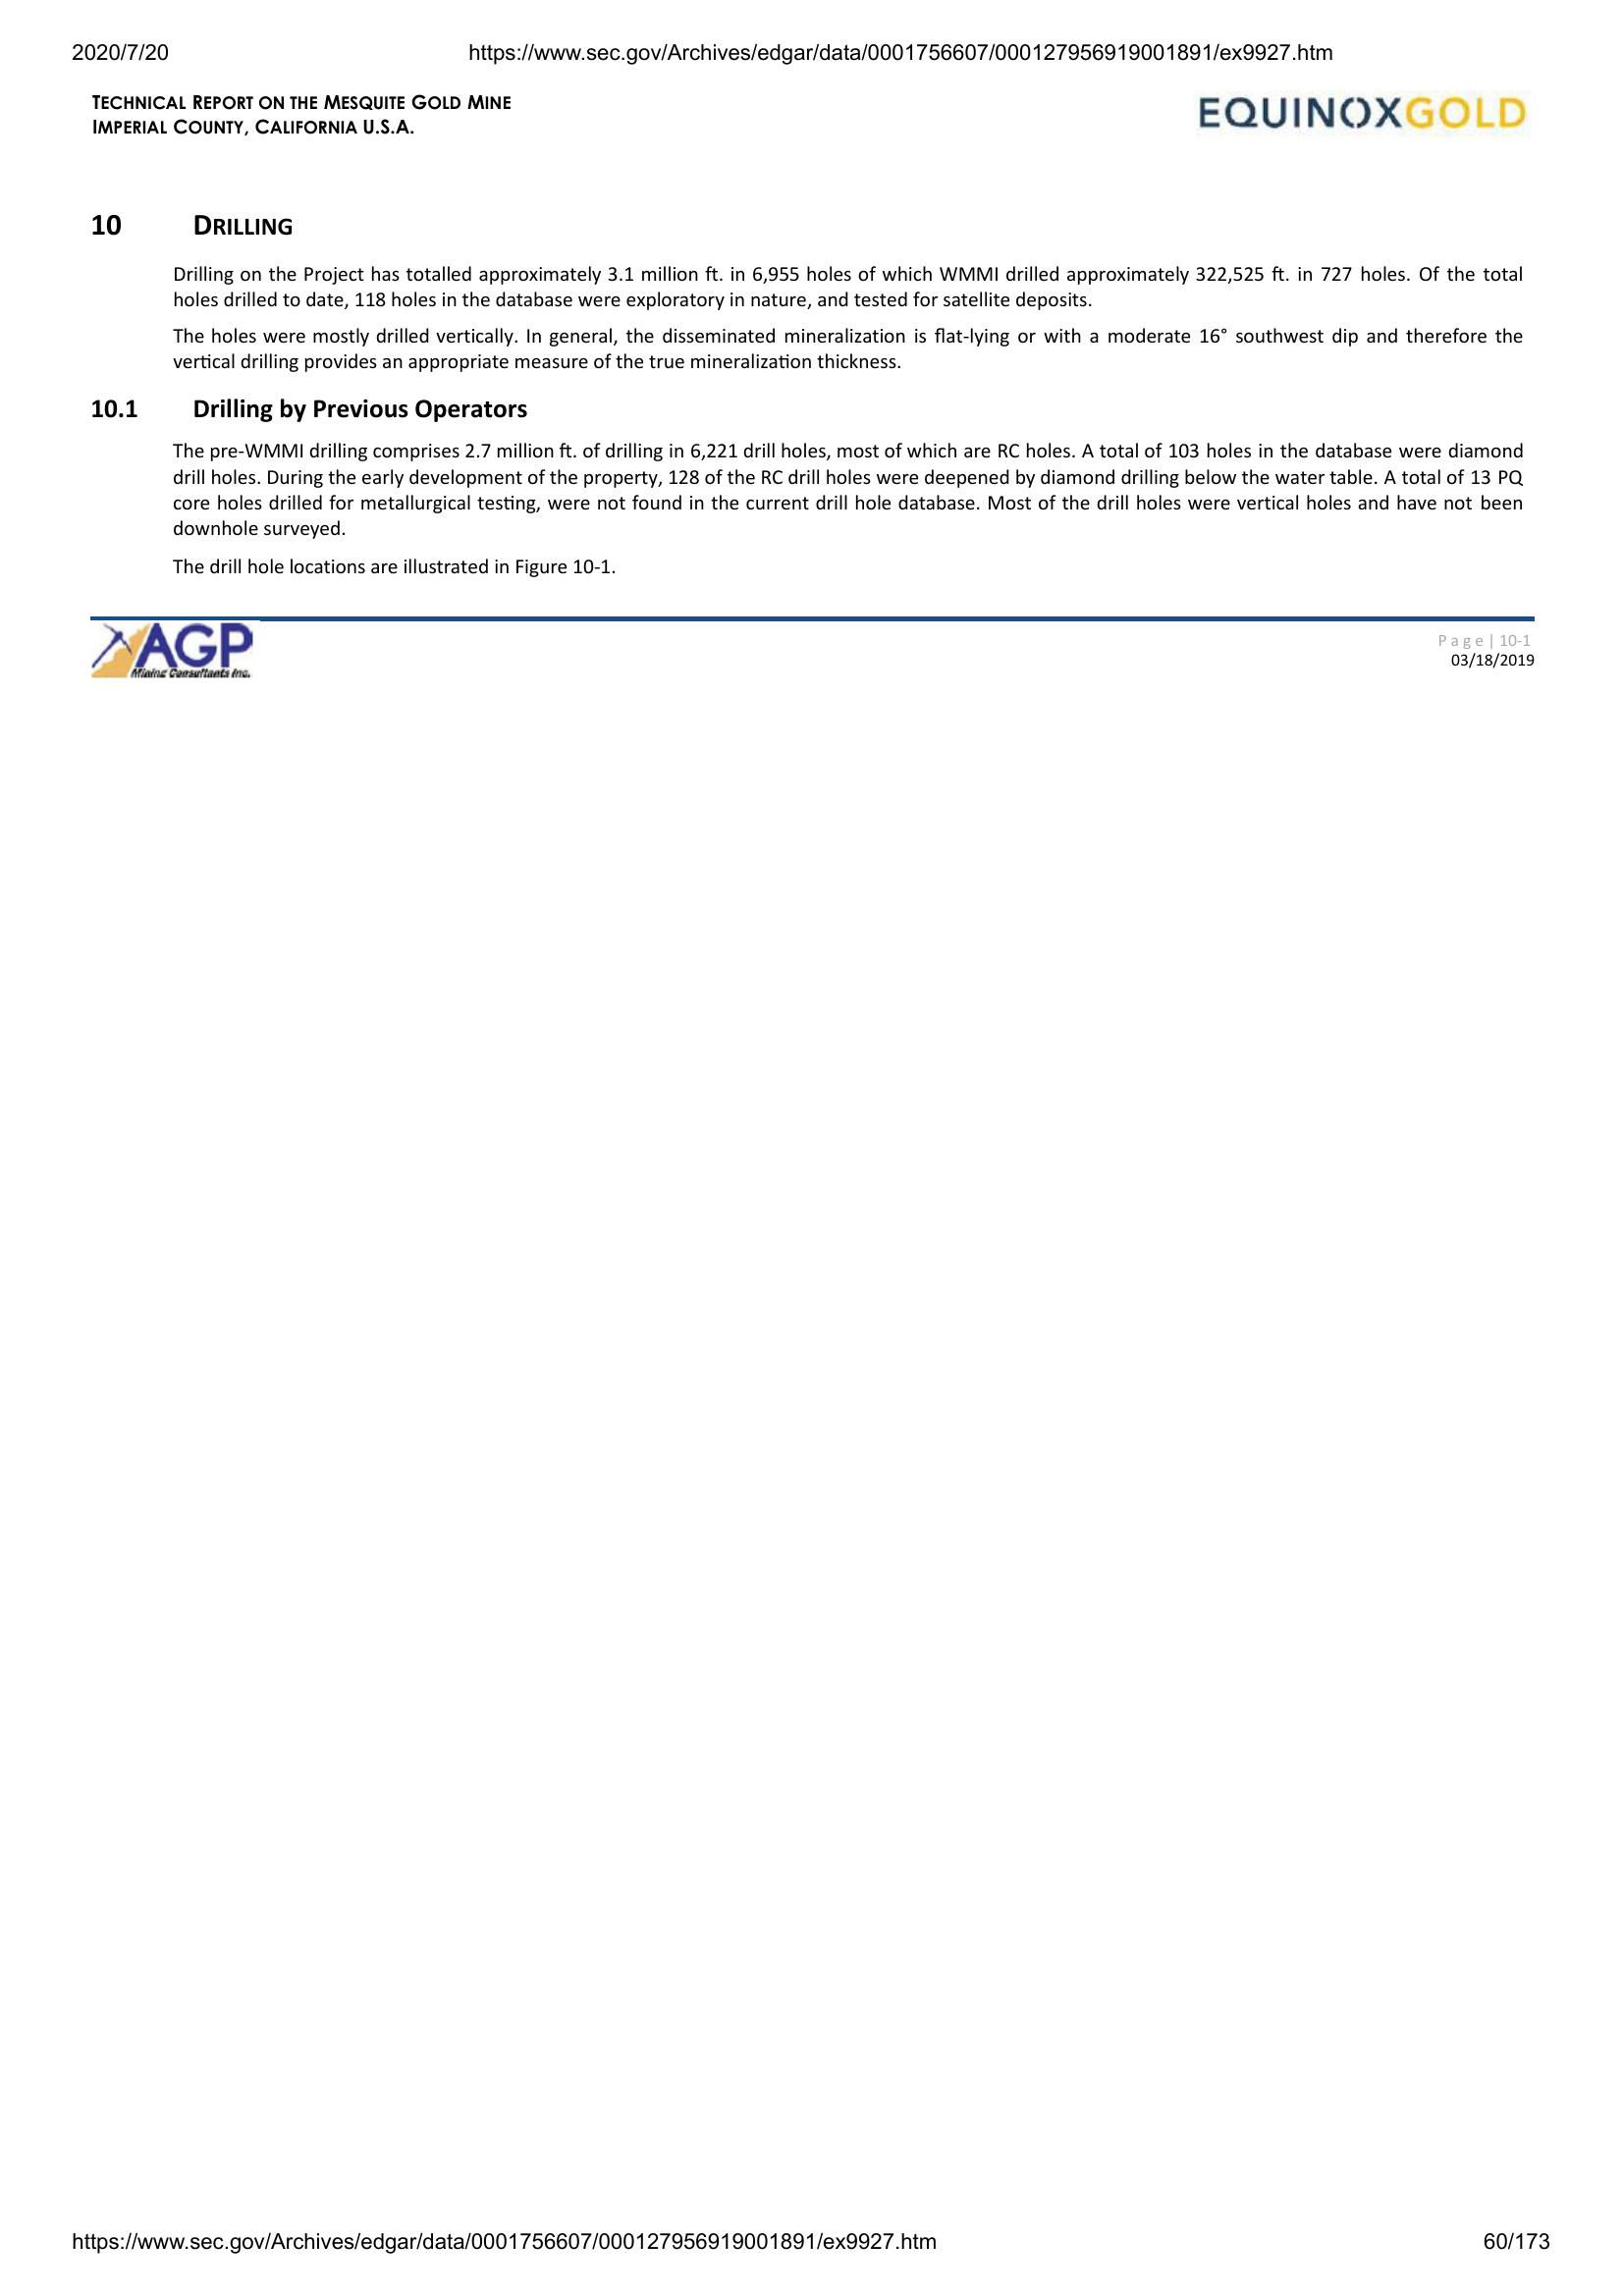 2020/7/20 https://www.sec.gov/Archives/edgar/data/0001756607/000127956919001891/ex9927.htm
TECHNICAL REPORT ON THE MESQUITE GOLD MINE
IMPERIAL COUNTY, CALIFORNIA U.S.A.
EQUINOXGOLD
10 DRILLING
Drilling on the Project has totalled approximately 3.1 million ft. in 6,955 holes of which WMMI drilled approximately 322,525 ft. in 727 holes. Of the total
holes drilled to date, 118 holes in the database were exploratory in nature, and tested for satellite deposits.
The holes were mostly drilled vertically. In general, the disseminated mineralization is flat-lying or with a moderate 16° southwest dip and therefore the
vertical drilling provides an appropriate measure of the true mineralization thickness.
10.1 Drilling by Previous Operators
The pre-WMMI drilling comprises 2.7 million ft. of drilling in 6,221 drill holes, most of which are RC holes. A total of 103 holes in the database were diamond
drill holes. During the early development of the property, 128 of the RC drill holes were deepened by diamond drilling below the water table. A total of 13 PQ
core holes drilled for metallurgical testing, were not found in the current drill hole database. Most of the drill holes were vertical holes and have not been
downhole surveyed.
The drill hole locations are illustrated in Figure 10-1.
AGP
Mining Consultants Inc.
Page | 10-1
03/18/2019
https://www.sec.gov/Archives/edgar/data/0001756607/000127956919001891/ex9927.htm 60/173